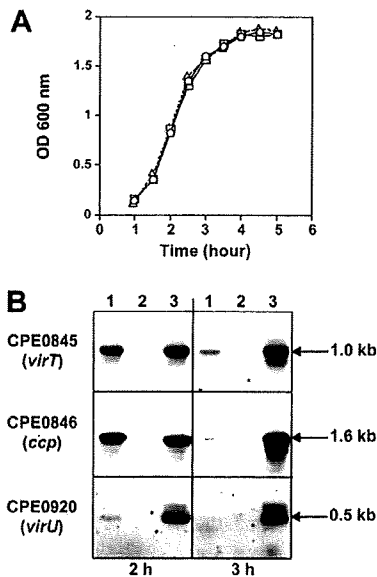 A
2
1.5
1
0.5
0
OD 600 nm
0 1 2 3 4 5 6
Time (hour)
B
1 2 3 1 2 3
CPE0845
(virT)
1.0 kb
CPE0846
(ccp)
1.6 kb
CPE0920
(virU)
0.5 kb
2 h 3 h